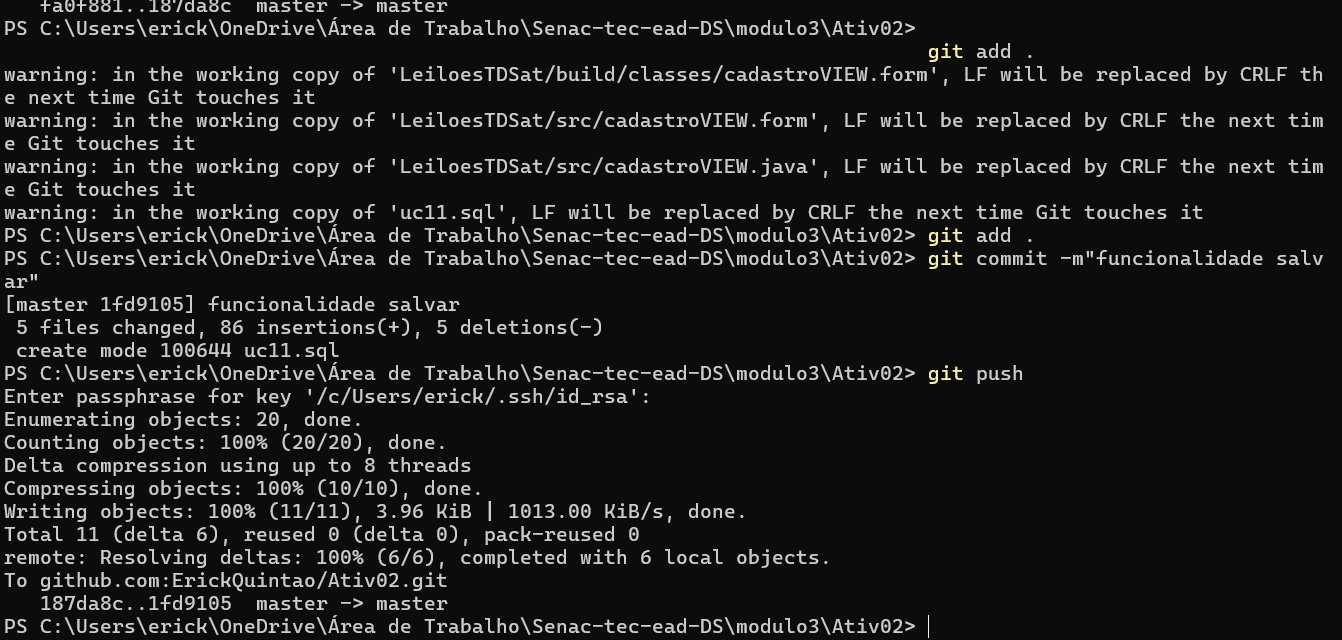 fa0f881..187da8c  master -> master
PS C:\Users\erick\OneDrive\Área de Trabalho\Senac-tec-ead-DS\modulo3\Ativ02>
git add .
warning: in the working copy of 'LeiloesTDSat/build/classes/cadastroVIEW.form', LF will be replaced by CRLF th
e next time Git touches it
warning: in the working copy of 'LeiloesTDSat/src/cadastroVIEW.form', LF will be replaced by CRLF the next tim
e Git touches it
warning: in the working copy of 'LeiloesTDSat/src/cadastroVIEW.java', LF will be replaced by CRLF the next tim
e Git touches it
warning: in the working copy of 'uc11.sql', LF will be replaced by CRLF the next time Git touches it
PS C:\Users\erick\OneDrive\Área de Trabalho\Senac-tec-ead-DS\modulo3\Ativ02> git add .
PS C:\Users\erick\OneDrive\Área de Trabalho\Senac-tec-ead-DS\modulo3\Ativ02> git commit -m"funcionalidade salv
ar"
[master 1fd9105] funcionalidade salvar
 5 files changed, 86 insertions(+), 5 deletions(-)
 create mode 100644 uc11.sql
PS C:\Users\erick\OneDrive\Área de Trabalho\Senac-tec-ead-DS\modulo3\Ativ02> git push
Enter passphrase for key '/c/Users/erick/.ssh/id_rsa':
Enumerating objects: 20, done.
Counting objects: 100% (20/20), done.
Delta compression using up to 8 threads
Compressing objects: 100% (10/10), done.
Writing objects: 100% (11/11), 3.96 KiB | 1013.00 KiB/s, done.
Total 11 (delta 6), reused 0 (delta 0), pack-reused 0
remote: Resolving deltas: 100% (6/6), completed with 6 local objects.
To github.com:ErickQuintao/Ativ02.git
   187da8c..1fd9105  master -> master
PS C:\Users\erick\OneDrive\Área de Trabalho\Senac-tec-ead-DS\modulo3\Ativ02>